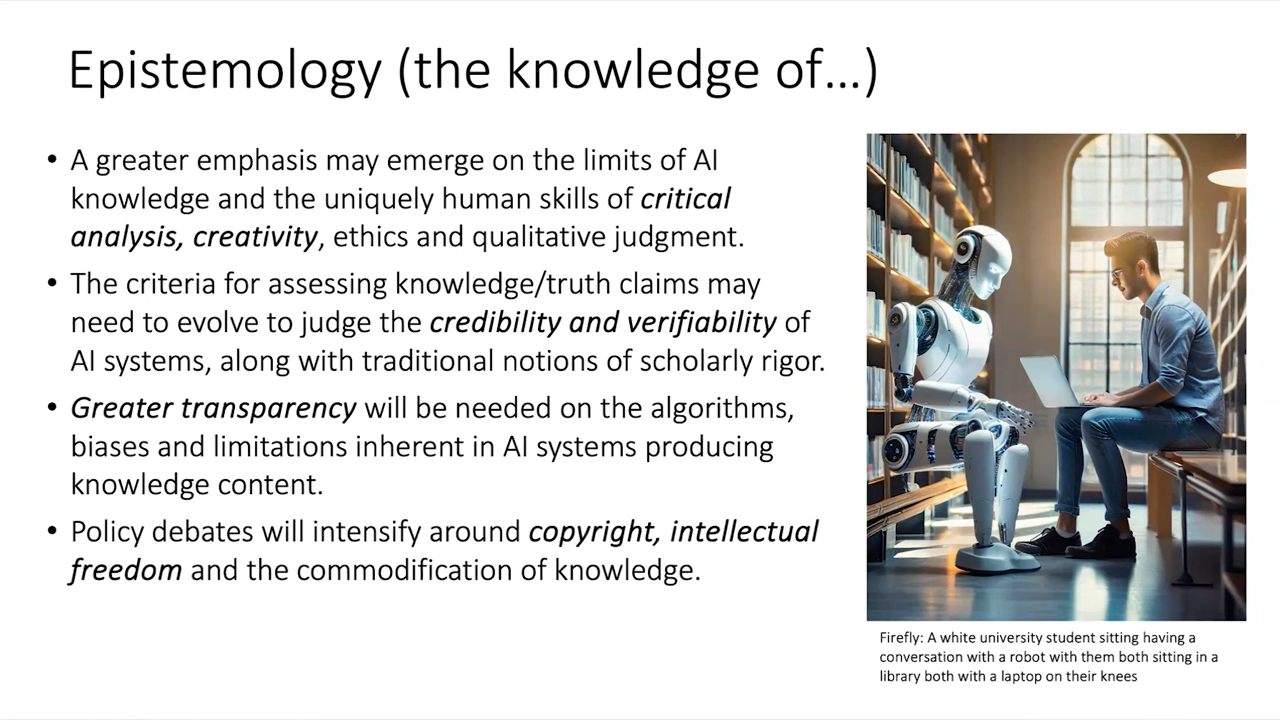 Epistemology (the knowledge of…)
• A greater emphasis may emerge on the limits of AI
knowledge and the uniquely human skills of critical
analysis, creativity, ethics and qualitative judgment.
• The criteria for assessing knowledge/truth claims may
need to evolve to judge the credibility and verifiability of
AI systems, along with traditional notions of scholarly rigor.
• Greater transparency will be needed on the algorithms,
biases and limitations inherent in AI systems producing
knowledge content.
• Policy debates will intensify around copyright, intellectual
freedom and the commodification of knowledge.
Firefly: A white university student sitting having a
conversation with a robot with them both sitting in a
library both with a laptop on their knees